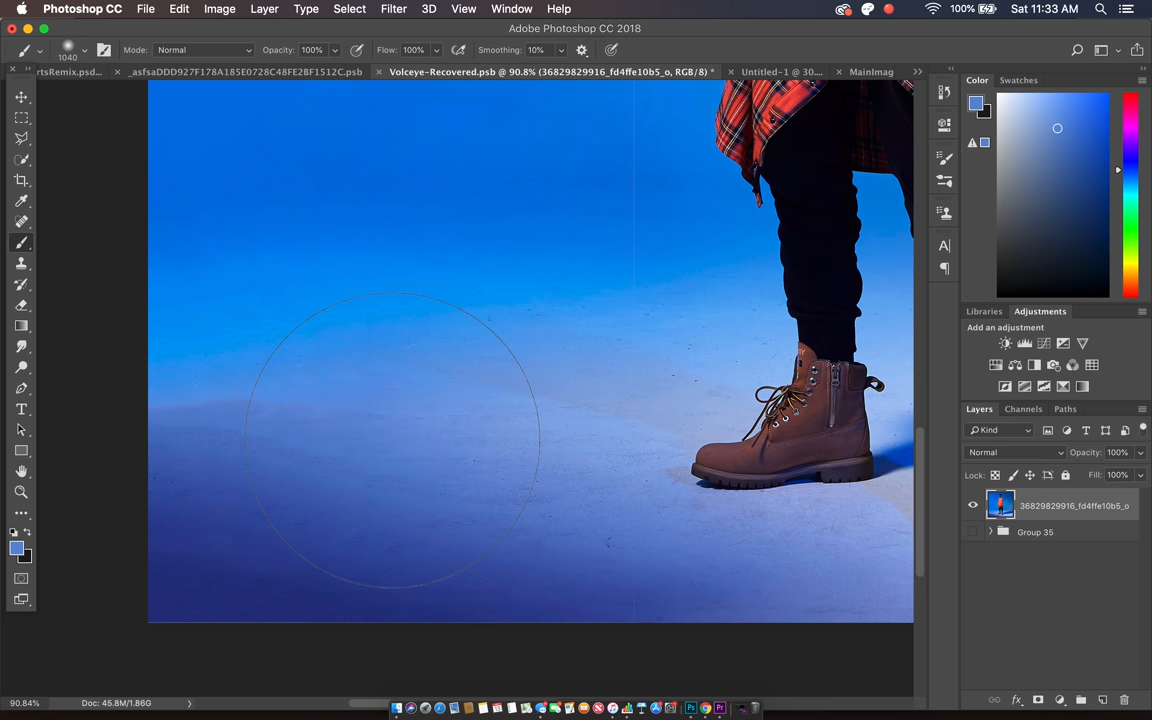 Photoshop CC File Edit Image Layer Type Select Filter 3D View Window Help 100% Sat 11:33 AM
Adobe Photoshop CC 2018
1040 Mode: Normal Opacity: 100% Flow: 100% Smoothing: 10%
rtsRemix.psd... × _asfsaDDD927F178A185E0728C48FE2BF1512C.psb × Volceye-Recovered.psb @ 90.8% (36829829916_fd4ffe10b5_o, RGB/8) * × Untitled-1 @ 30.... × MainImag
Color Swatches
Libraries Adjustments
Add an adjustment
Layers Channels Paths
Kind
Normal Opacity: 100%
Lock: Fill: 100%
36829829916_fd4ffe10b5_o
Group 35
90.84% Doc: 45.8M/1.86G